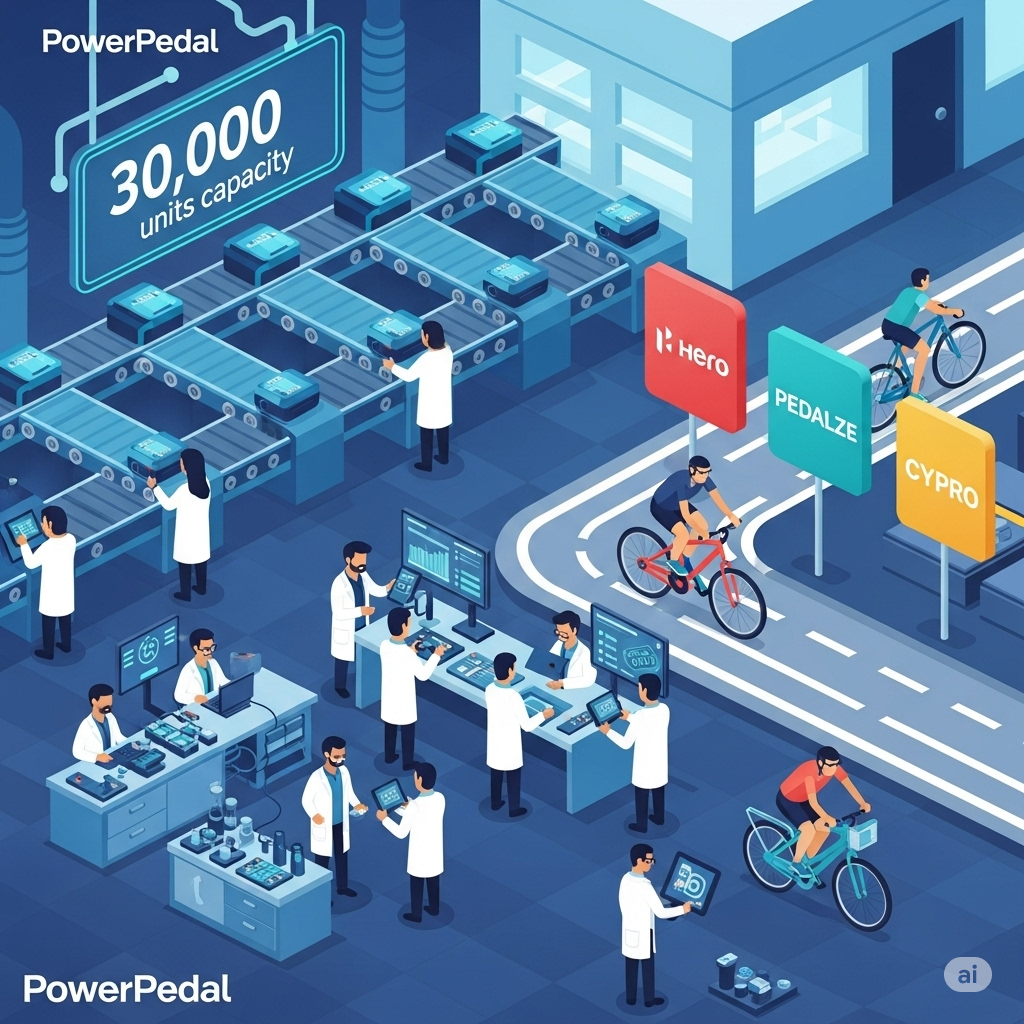 PowerPedal
30,000
units capacity
Hero
PEDALZE
CYPRO
PowerPedal
ai